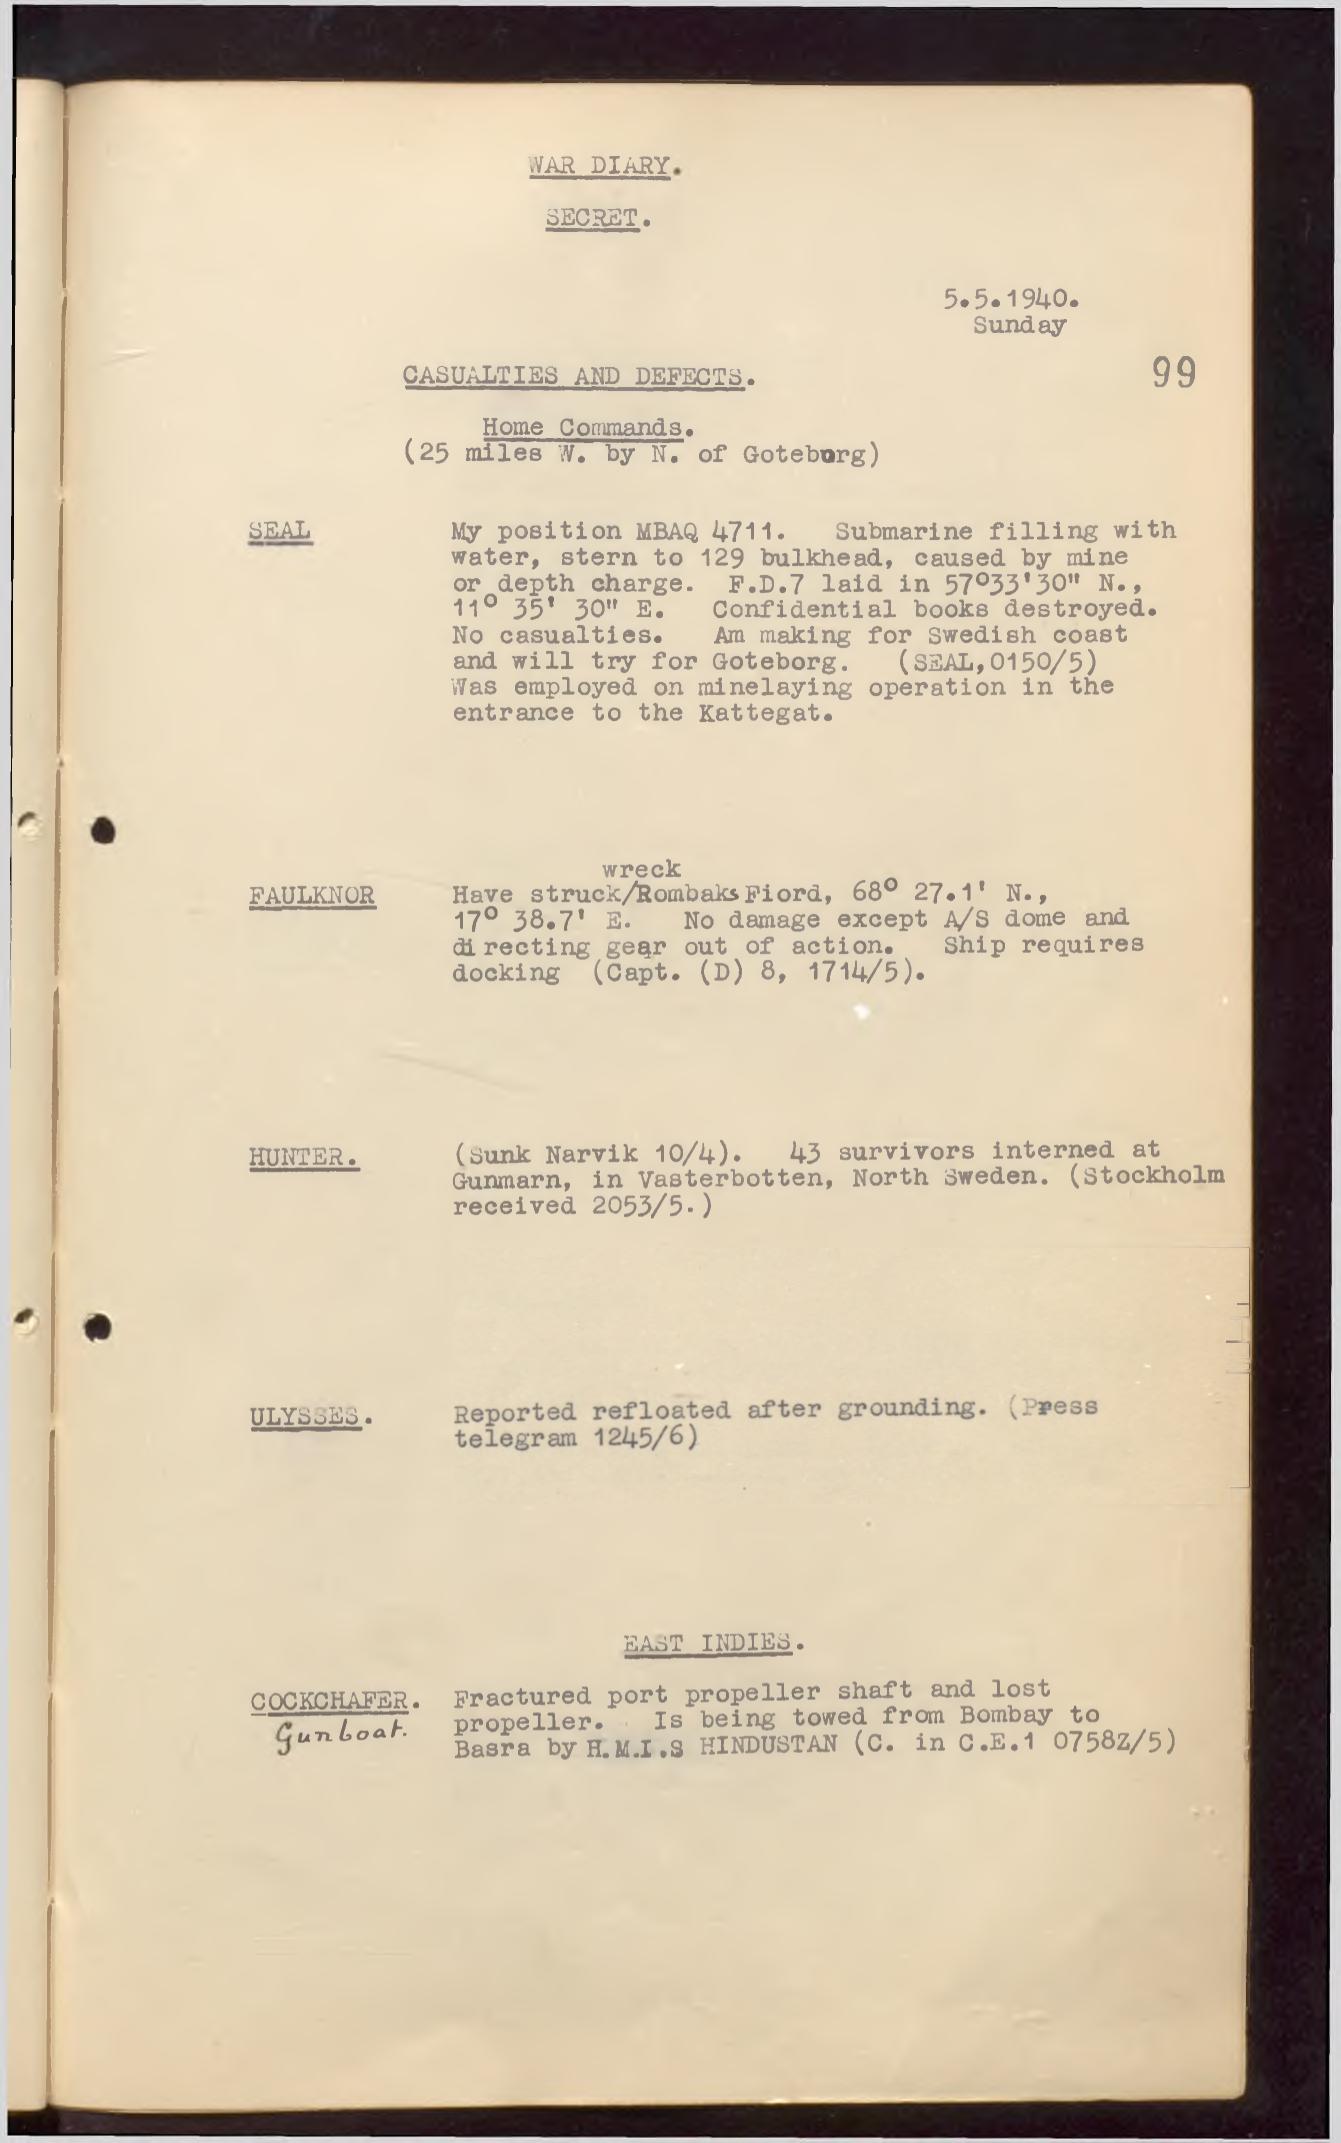 WAR DIARY.
SECRET.
5.5.1940.
Sunday
99
CASUALTIES AND DEFECTS.
Home Commands.
(25 miles W. by N. of Goteborg)
SEAL My position MBAQ 4711. Submarine filling with
water, stern to 129 bulkhead, caused by mine
or depth charge. F.D.7 laid in 57°33'30" N.,
11° 35' 30" E. Confidential books destroyed.
No casualties. Am making for Swedish coast
and will try for Goteborg. (SEAL,0150/5)
Was employed on minelaying operation in the
entrance to the Kattegat.
wreck
FAULKNOR Have struck/Rombaks Fiord, 68° 27.1' N.,
17° 38.7' E. No damage except A/S dome and
directing gear out of action. Ship requires
docking (Capt. (D) 8, 1714/5).
HUNTER. (Sunk Narvik 10/4). 43 survivors interned at
Gunmarn, in Vasterbotten, North Sweden. (Stockholm
received 2053/5.)
ULYSSES. Reported refloated after grounding. (Press
telegram 1245/6)
EAST INDIES.
COCKCHAFER. Fractured port propeller shaft and lost
Gunboat. propeller. Is being towed from Bombay to
Basra by H.M.I.S HINDUSTAN (C. in C.E.1 0758Z/5)